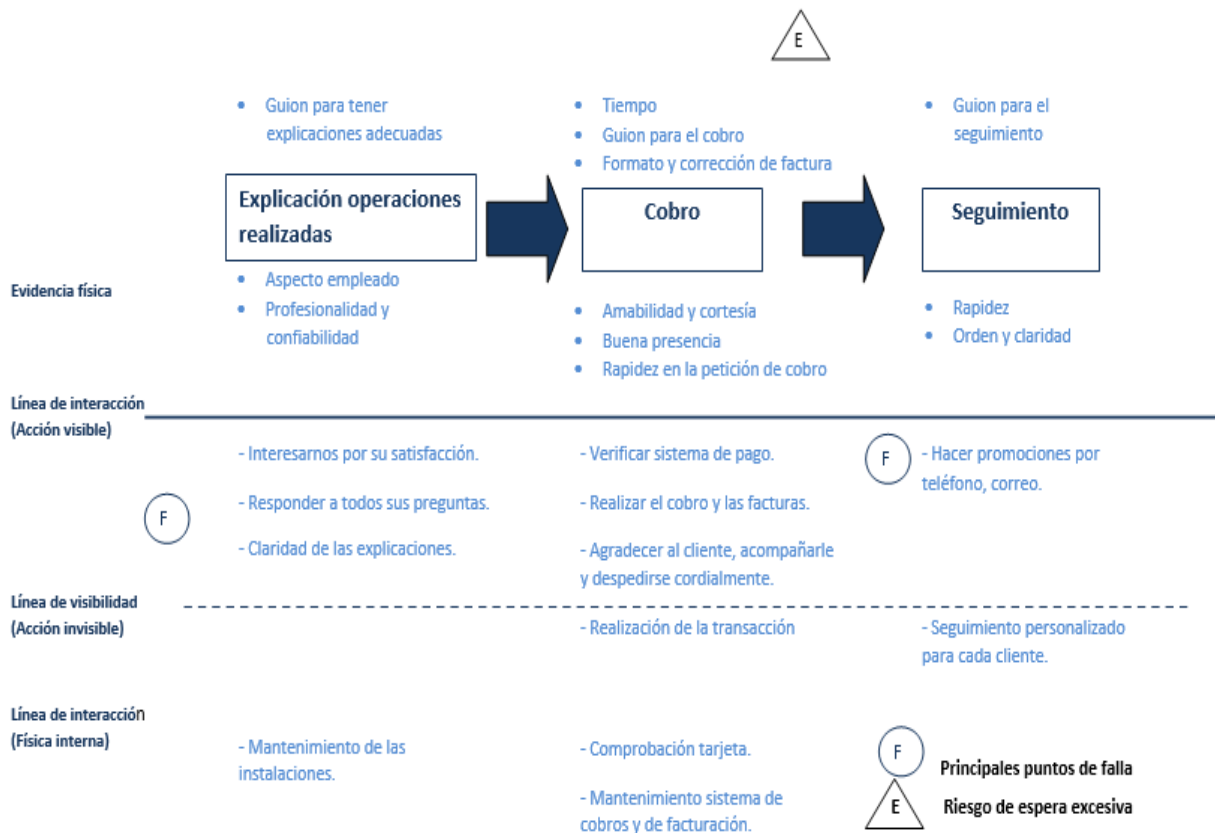 E
• Guion para tener
explicaciones adecuadas
• Tiempo
• Guion para el cobro
• Formato y corrección de factura
• Guion para el
seguimiento
Explicación operaciones
realizadas
Cobro
Seguimiento
Evidencia física
• Aspecto empleado
• Profesionalidad y
confiabilidad
• Amabilidad y cortesía
• Buena presencia
• Rapidez en la petición de cobro
• Rapidez
• Orden y claridad
Línea de interacción
(Acción visible)
F
- Interesarnos por su satisfacción.
- Responder a todos sus preguntas.
- Claridad de las explicaciones.
- Verificar sistema de pago.
- Realizar el cobro y las facturas.
- Agradecer al cliente, acompañarle
y despedirse cordialmente.
F
- Hacer promociones por
teléfono, correo.
Línea de visibilidad
(Acción invisible)
- Realización de la transacción
- Seguimiento personalizado
para cada cliente.
Línea de interacción
(Física interna)
- Mantenimiento de las
instalaciones.
- Comprobación tarjeta.
- Mantenimiento sistema de
cobros y de facturación.
F
Principales puntos de falla
E
Riesgo de espera excesiva